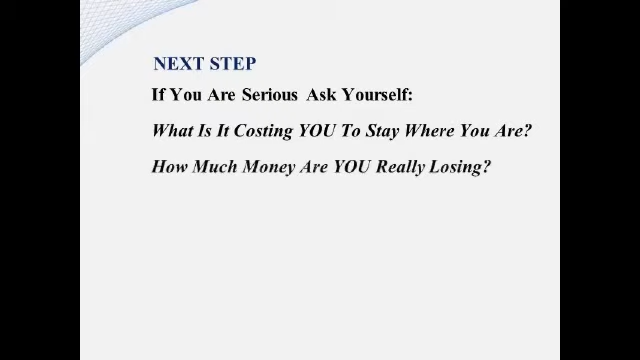 NEXT STEP
If You Are Serious Ask Yourself:
What Is It Costing YOU To Stay Where You Are?
How Much Money Are YOU Really Losing?